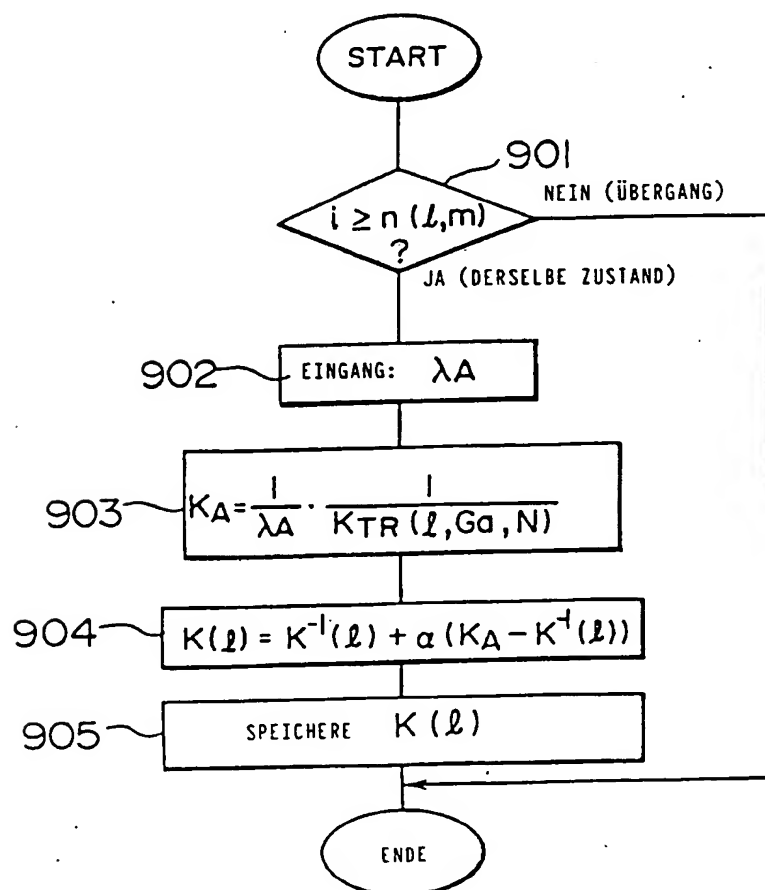 START
901
NEIN (ÜBERGANG)
i ≥ n (ℓ,m)
?
JA (DERSELBE ZUSTAND)
902
EINGANG: λA
903
KA = 1/λA · 1/KTR (ℓ, Ga, N)
904
K(ℓ) = K⁻¹(ℓ) + α (KA − K⁻¹(ℓ))
905
SPEICHERE K (ℓ)
ENDE